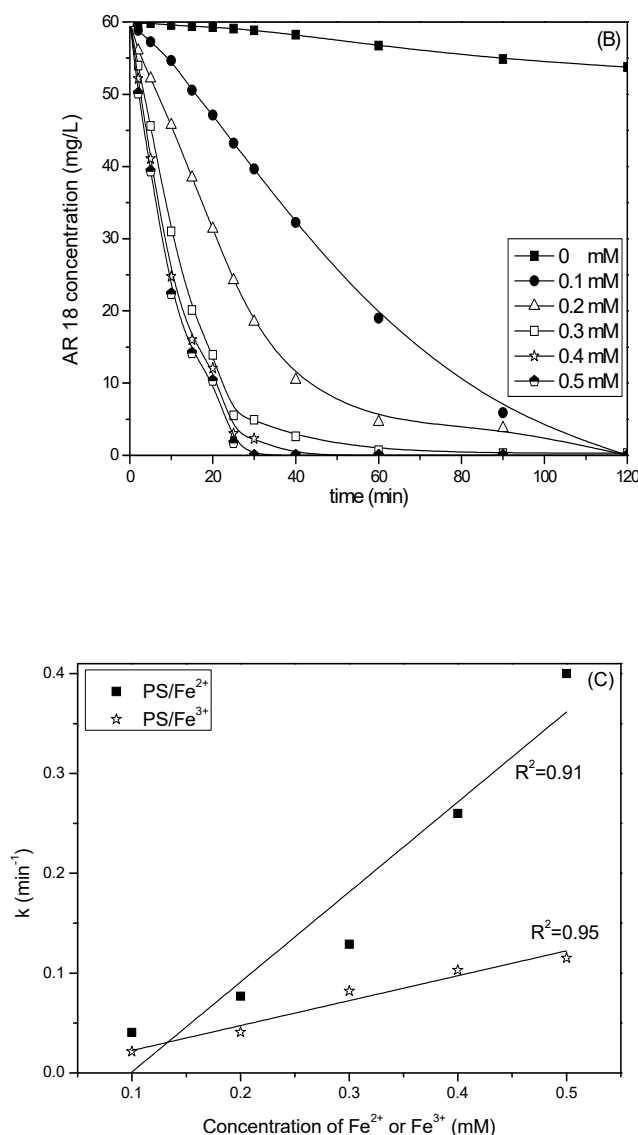 60
(B)
50
40
30
20
10
0
AR 18 concentration (mg/L)
0 mM
0.1 mM
0.2 mM
0.3 mM
0.4 mM
0.5 mM
0 20 40 60 80 100 120
time (min)
0.4
PS/Fe²⁺
PS/Fe³⁺
(C)
R²=0.91
0.3
0.2
R²=0.95
0.1
0.0
k (min⁻¹)
0.1 0.2 0.3 0.4 0.5
Concentration of Fe²⁺ or Fe³⁺ (mM)